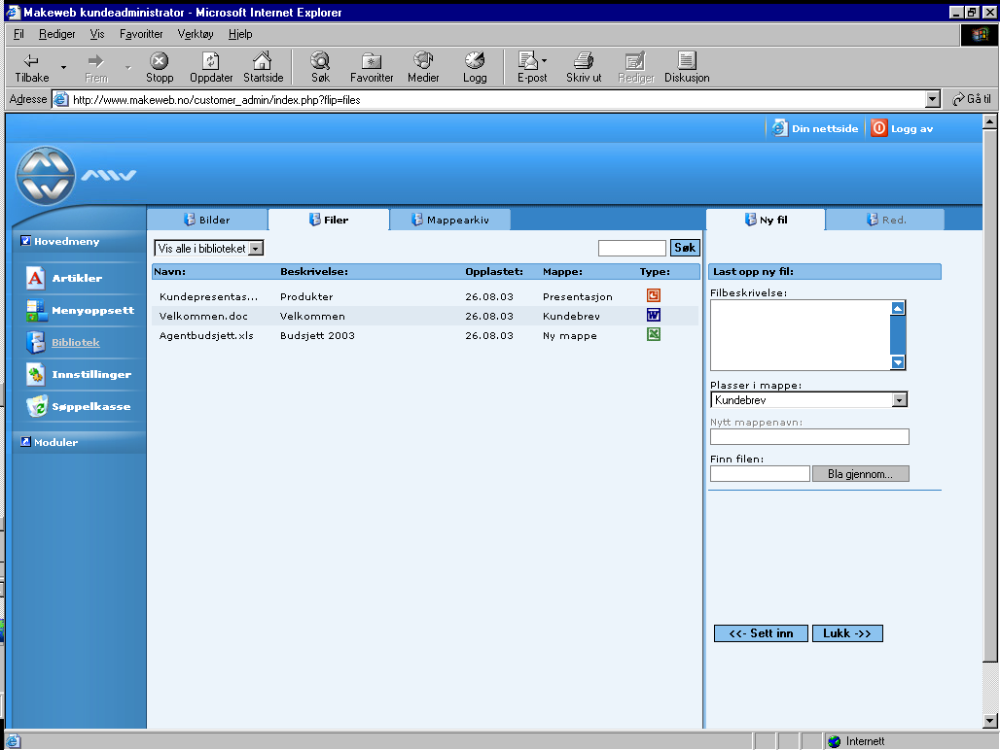 Makeweb kundeadministrator - Microsoft Internet Explorer
Fil Rediger Vis Favoritter Verktøy Hjelp
Tilbake Frem Stopp Oppdater Startside Søk Favoritter Medier Logg E-post Skriv ut Rediger Diskusjon
Adresse http://www.makeweb.no/customer_admin/index.php?flip=files Gå til
Din nettside Logg av
Bilder Filer Mappearkiv Ny fil Red.
Hovedmeny
Artikler
Menyoppsett
Bibliotek
Innstillinger
Søppelkasse
Moduler
Vis alle i biblioteket Søk
Navn: Beskrivelse: Opplastet: Mappe: Type:
Kundepresentas... Produkter 26.08.03 Presentasjon
Velkommen.doc Velkommen 26.08.03 Kundebrev
Agentbudsjett.xls Budsjett 2003 26.08.03 Ny mappe
Last opp ny fil:
Filbeskrivelse:
Plasser i mappe:
Kundebrev
Nytt mappenavn:
Finn filen:
Bla gjennom...
<<- Sett inn Lukk ->>
Internett